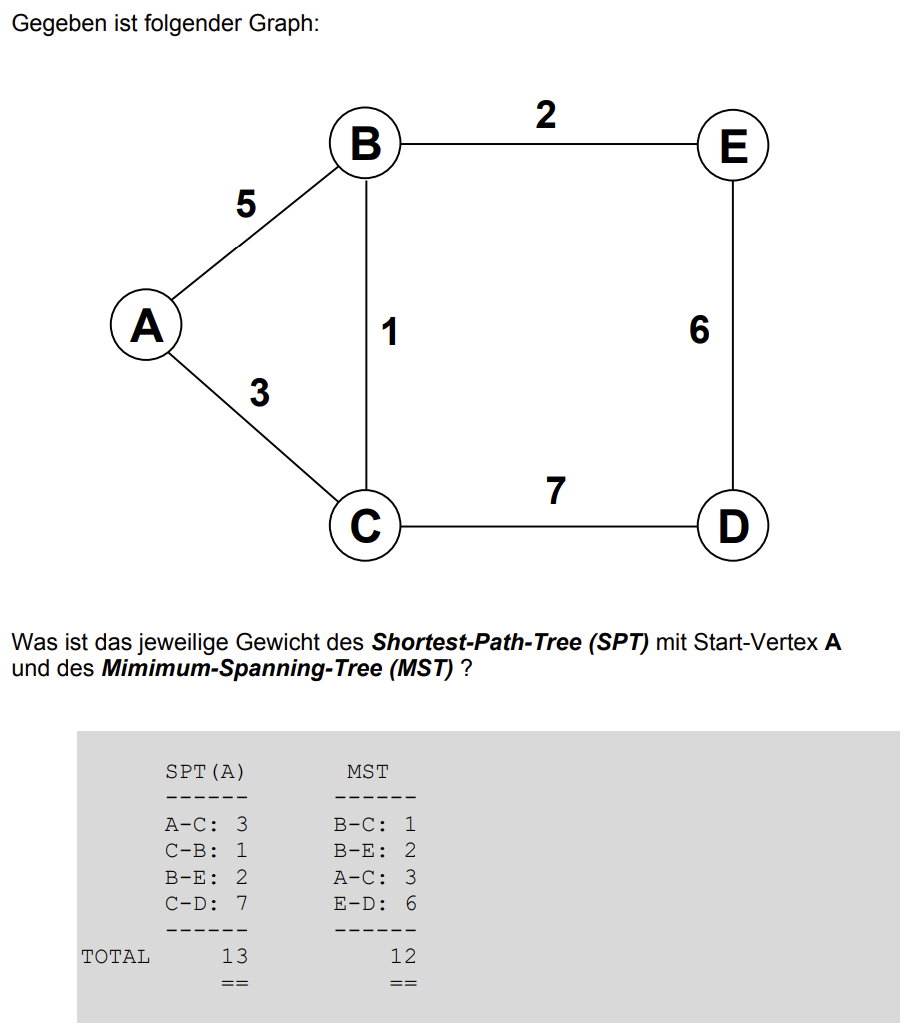 Gegeben ist folgender Graph:
2
B
E
5
A
1
6
3
7
C
D
Was ist das jeweilige Gewicht des Shortest-Path-Tree (SPT) mit Start-Vertex A
und des Mimimum-Spanning-Tree (MST) ?
SPT(A) MST
------ ------
A-C: 3 B-C: 1
C-B: 1 B-E: 2
B-E: 2 A-C: 3
C-D: 7 E-D: 6
------ ------
TOTAL 13 12
== ==